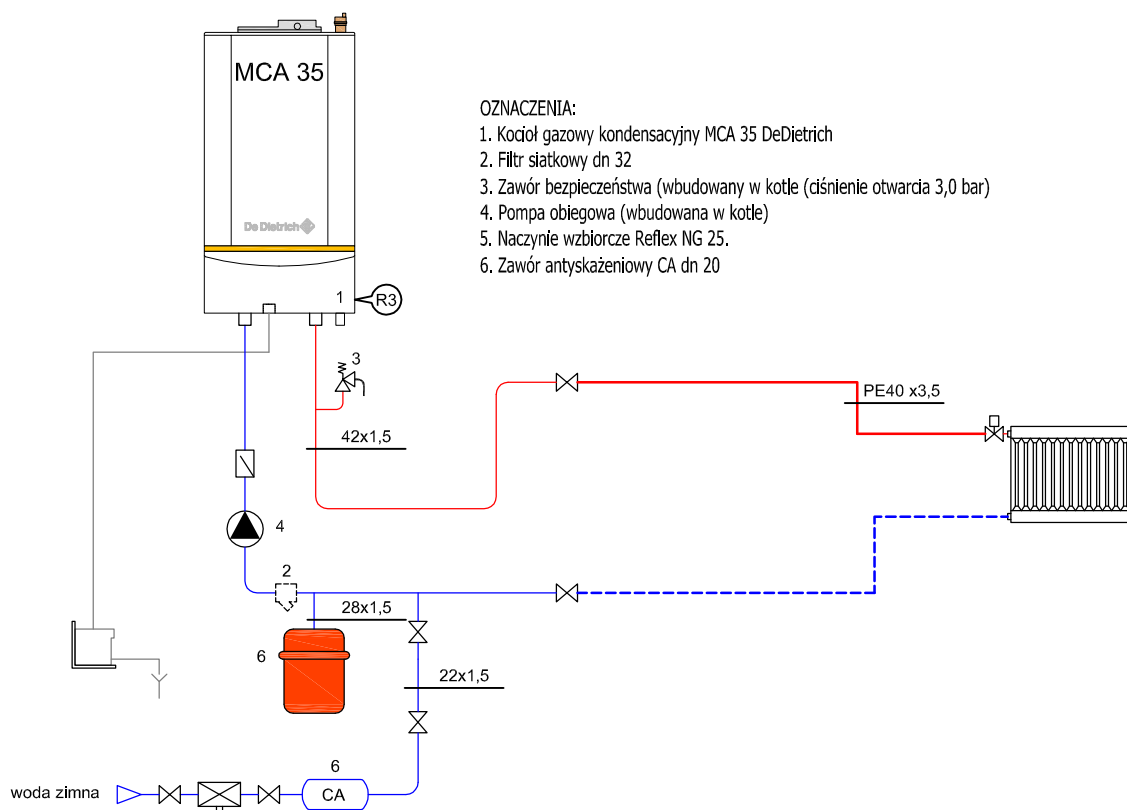 MCA 35
De Dietrich
OZNACZENIA:
1. Kocioł gazowy kondensacyjny MCA 35 DeDietrich
2. Filtr siatkowy dn 32
3. Zawór bezpieczeństwa (wbudowany w kotle (ciśnienie otwarcia 3,0 bar)
4. Pompa obiegowa (wbudowana w kotle)
5. Naczynie wzbiorcze Reflex NG 25.
6. Zawór antyskażeniowy CA dn 20
1
R3
3
PE40 x3,5
42x1,5
4
2
28x1,5
6
22x1,5
6
woda zimna
CA